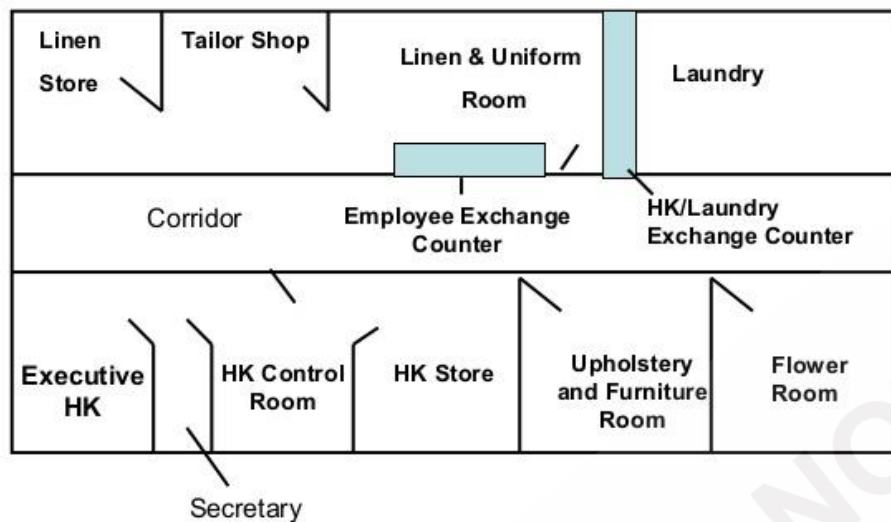 Linen
Store
Tailor Shop
Linen & Uniform
Room
Laundry
Corridor
Employee Exchange
Counter
HK/Laundry
Exchange Counter
Executive
HK
HK Control
Room
HK Store
Upholstery
and Furniture
Room
Flower
Room
Secretary
NO